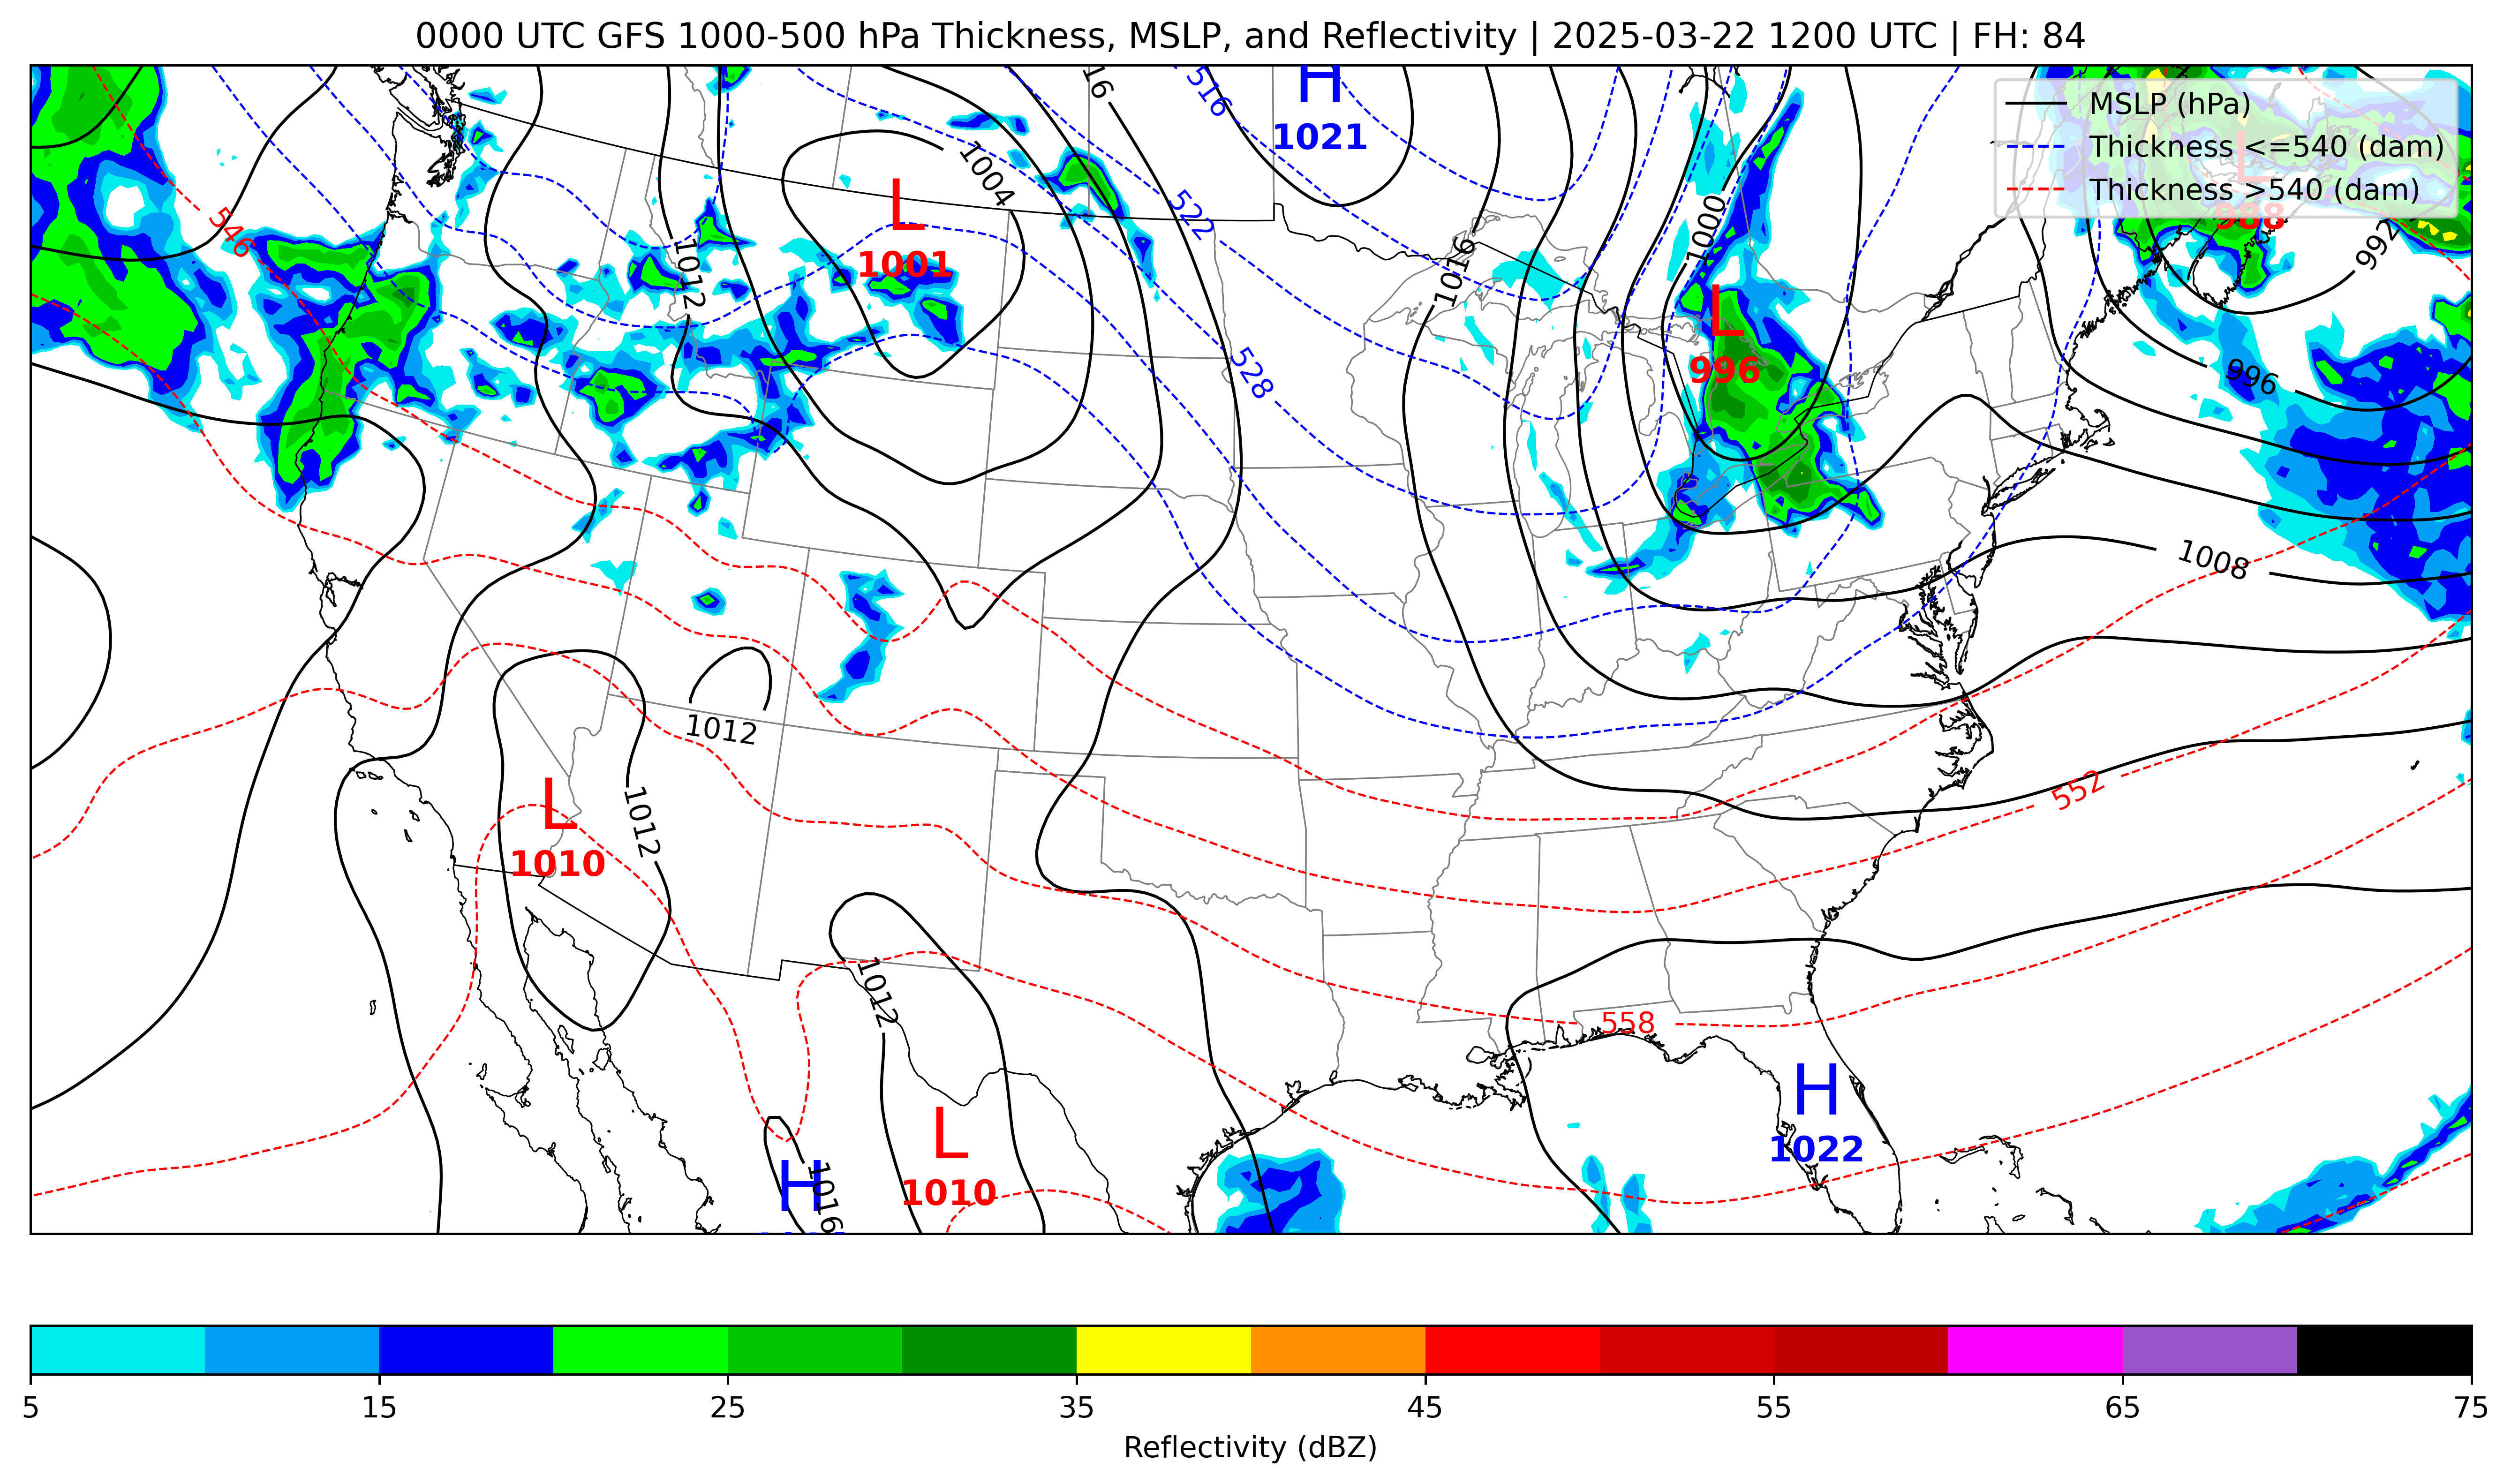 0000 UTC GFS 1000-500 hPa Thickness, MSLP, and Reflectivity | 2025-03-22 1200 UTC | FH: 84
MSLP (hPa)
Thickness <=540 (dam)
Thickness >540 (dam)
H
1021
16
516
L
1001
1004
522
1012
528
546
1016
1000
L
996
L
992
996
1008
1012
1012
L
1010
552
558
1012
H
1022
L
1010
H
1016
5
15
25
35
45
55
65
75
Reflectivity (dBZ)